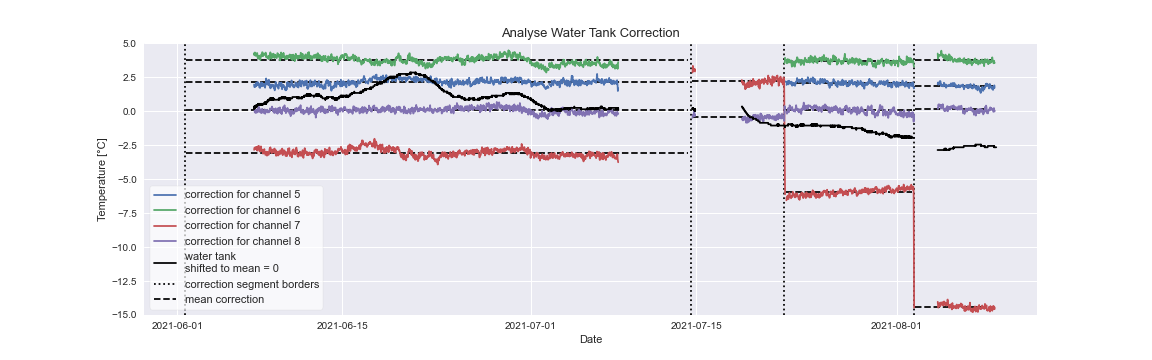 Analyse Water Tank Correction
Temperature [°C]
5.0
2.5
0.0
−2.5
−5.0
−7.5
−10.0
−12.5
−15.0
correction for channel 5
correction for channel 6
correction for channel 7
correction for channel 8
water tank
shifted to mean = 0
correction segment borders
mean correction
2021-06-01
2021-06-15
2021-07-01
2021-07-15
2021-08-01
Date